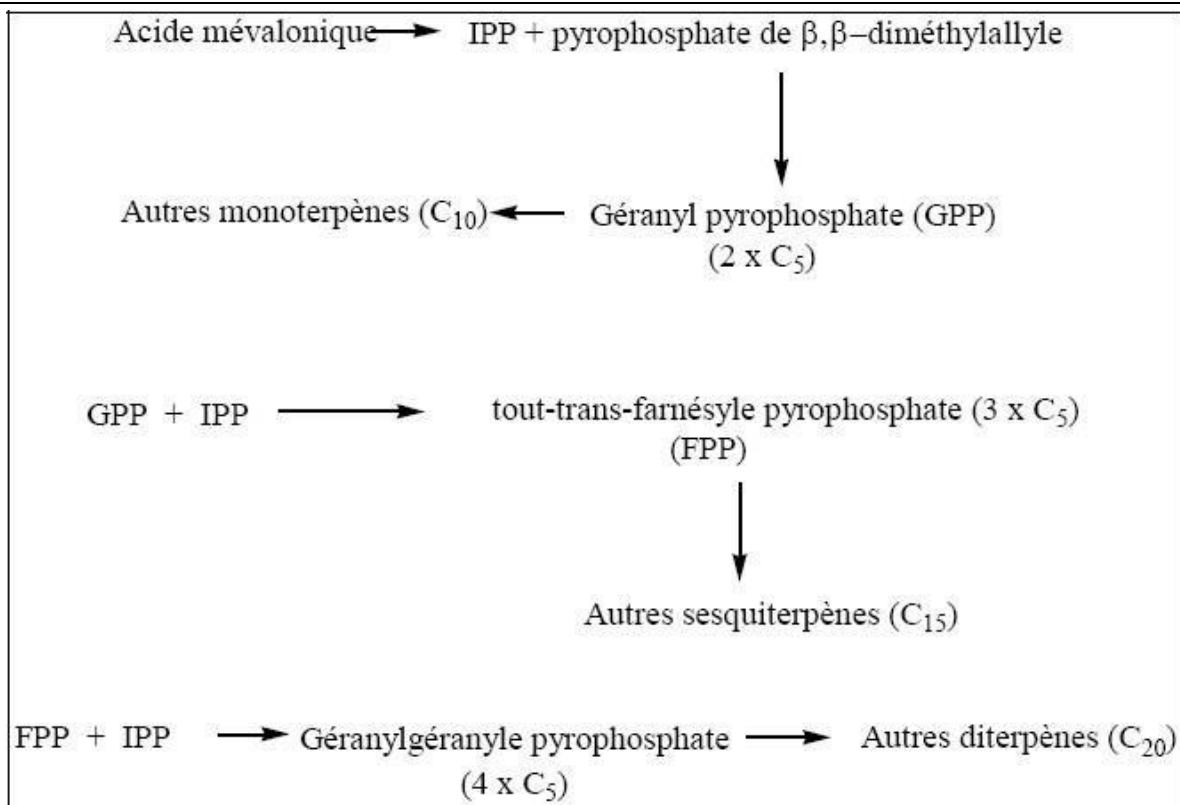 Acide mévalonique → IPP + pyrophosphate de β,β–diméthylallyle
Autres monoterpènes (C₁₀) ← Géranyl pyrophosphate (GPP)
(2 x C₅)
GPP + IPP → tout-trans-farnésyle pyrophosphate (3 x C₅)
(FPP)
Autres sesquiterpènes (C₁₅)
FPP + IPP → Géranylgéranyle pyrophosphate → Autres diterpènes (C₂₀)
(4 x C₅)